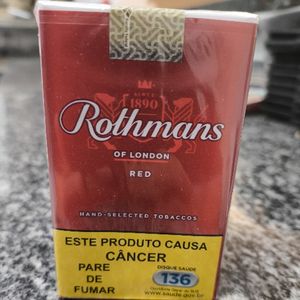 SINCE
1890
Rothmans
OF LONDON
RED
HAND-SELECTED TOBACCOS
ESTE PRODUTO CAUSA
CÂNCER
PARE
DE
FUMAR
DISQUE SAÚDE
136
www.saude.gov.br